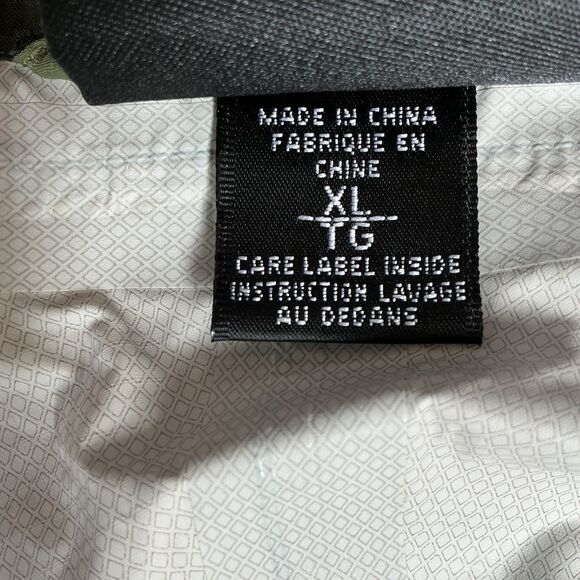 MADE IN CHINA
FABRIQUE EN
CHINE
XL
TG
CARE LABEL INSIDE
INSTRUCTION LAVAGE
AU DEDANS